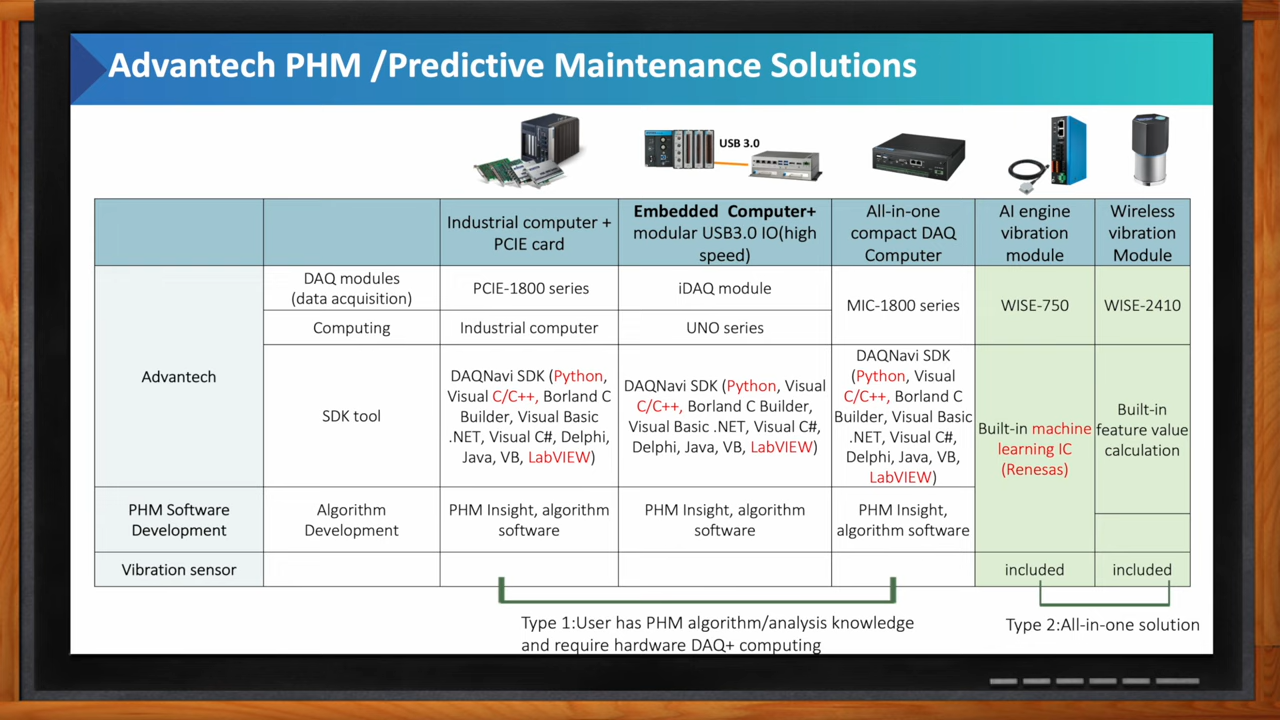 Advantech PHM /Predictive Maintenance Solutions
USB 3.0
Industrial computer +
PCIE card
Embedded Computer+
modular USB3.0 IO(high
speed)
All-in-one
compact DAQ
Computer
AI engine
vibration
module
Wireless
vibration
Module
Advantech
DAQ modules
(data acquisition)
PCIE-1800 series
iDAQ module
MIC-1800 series
WISE-750
WISE-2410
Computing
Industrial computer
UNO series
SDK tool
DAQNavi SDK (Python,
Visual C/C++, Borland C
Builder, Visual Basic
.NET, Visual C#, Delphi,
Java, VB, LabVIEW)
DAQNavi SDK (Python, Visual
C/C++, Borland C Builder,
Visual Basic .NET, Visual C#,
Delphi, Java, VB, LabVIEW)
DAQNavi SDK
(Python, Visual
C/C++, Borland C
Builder, Visual Basic
.NET, Visual C#,
Delphi, Java, VB,
LabVIEW)
Built-in machine
learning IC
(Renesas)
Built-in
feature value
calculation
PHM Software
Development
Algorithm
Development
PHM Insight, algorithm
software
PHM Insight, algorithm
software
PHM Insight,
algorithm software
Vibration sensor
included
included
Type 1:User has PHM algorithm/analysis knowledge
and require hardware DAQ+ computing
Type 2:All-in-one solution